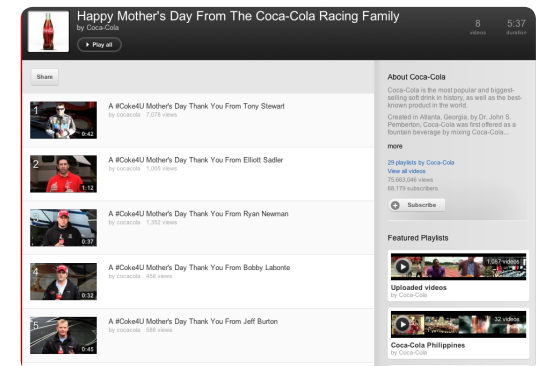 Happy Mother's Day From The Coca-Cola Racing Family
by Coca-Cola
Play all
8
videos
5:37
duration
Share
1
0:42
A #Coke4U Mother's Day Thank You From Tony Stewart
by cocacola 7,078 views
2
1:12
A #Coke4U Mother's Day Thank You From Elliott Sadler
by cocacola 1,005 views
3
0:37
A #Coke4U Mother's Day Thank You From Ryan Newman
by cocacola 1,352 views
4
0:32
A #Coke4U Mother's Day Thank You From Bobby Labonte
by cocacola 459 views
5
0:45
A #Coke4U Mother's Day Thank You From Jeff Burton
by cocacola 589 views
About Coca-Cola
Coca-Cola is the most popular and biggest-
selling soft drink in history, as well as the best-
known product in the world.
Created in Atlanta, Georgia, by Dr. John S.
Pemberton, Coca-Cola was first offered as a
fountain beverage by mixing Coca-Cola...
more
29 playlists by Coca-Cola
View all videos
75,663,046 views
68,179 subscribers
Subscribe
Featured Playlists
1,087 videos
Uploaded videos
by Coca-Cola
32 videos
Coca-Cola Philippines
by Coca-Cola